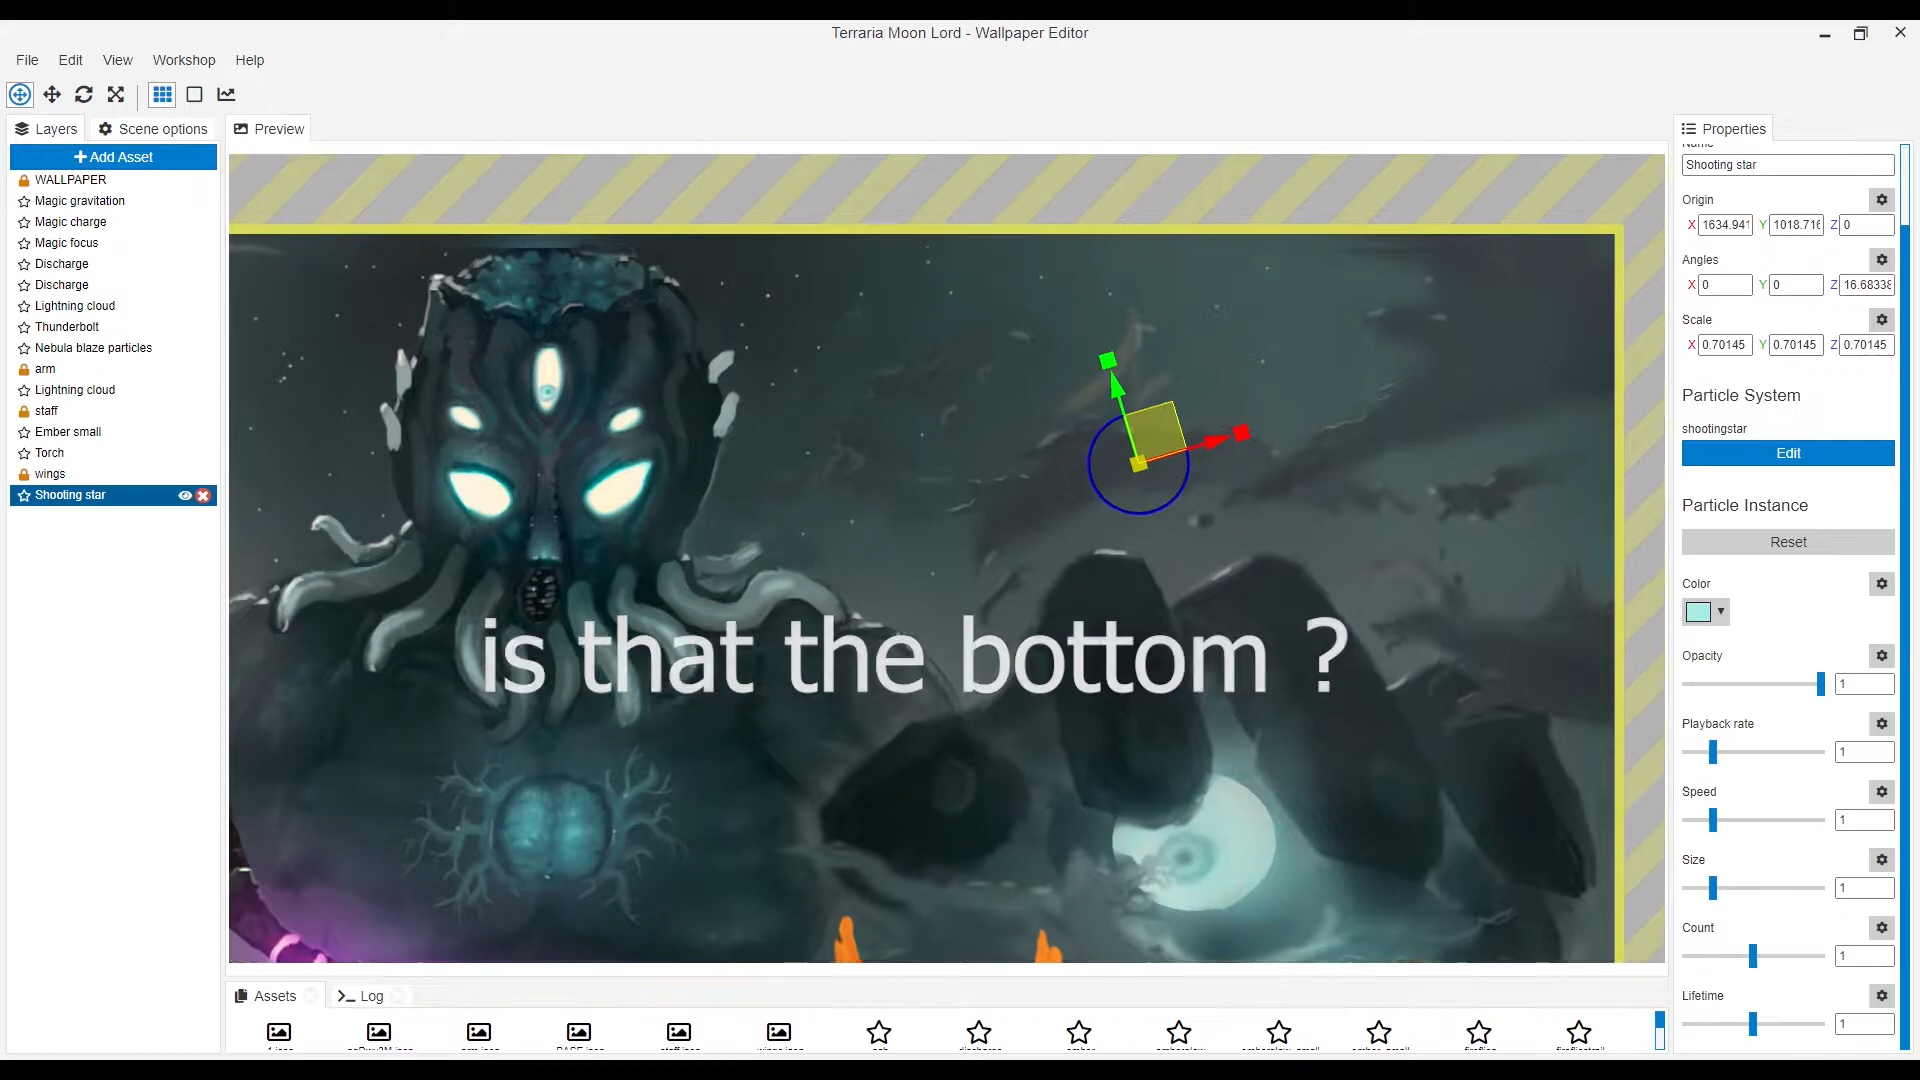 Terraria Moon Lord - Wallpaper Editor
File Edit View Workshop Help
Layers Scene options Preview Properties
Add Asset
WALLPAPER
Magic gravitation
Magic charge
Magic focus
Discharge
Discharge
Lightning cloud
Thunderbolt
Nebula blaze particles
arm
Lightning cloud
staff
Ember small
Torch
wings
Shooting star
is that the bottom ?
Assets Log
Name
Shooting star
Origin
X 1634.941 Y 1018.716 Z 0
Angles
X 0 Y 0 Z 16.68338
Scale
X 0.70145 Y 0.70145 Z 0.70145
Particle System
shootingstar
Edit
Particle Instance
Reset
Color
Opacity
1
Playback rate
1
Speed
1
Size
1
Count
1
Lifetime
1